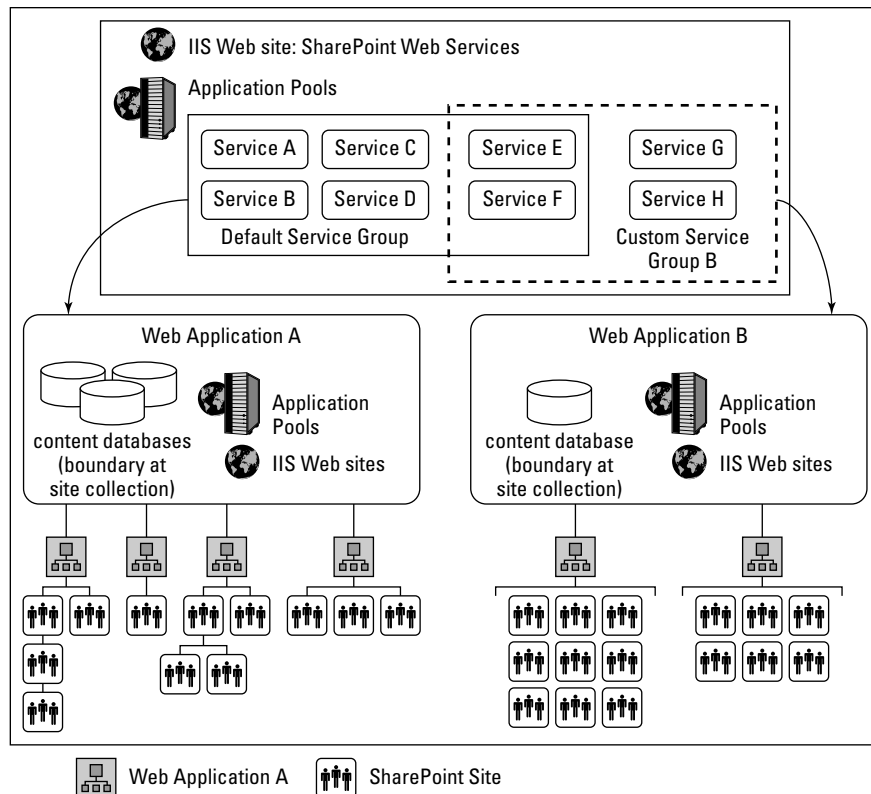 IIS Web site: SharePoint Web Services
Application Pools
Service A
Service C
Service E
Service G
Service B
Service D
Service F
Service H
Default Service Group
Custom Service
Group B
Web Application A
content databases
(boundary at
site collection)
Application
Pools
IIS Web sites
Web Application B
content database
(boundary at
site collection)
Application
Pools
IIS Web sites
Web Application A
SharePoint Site